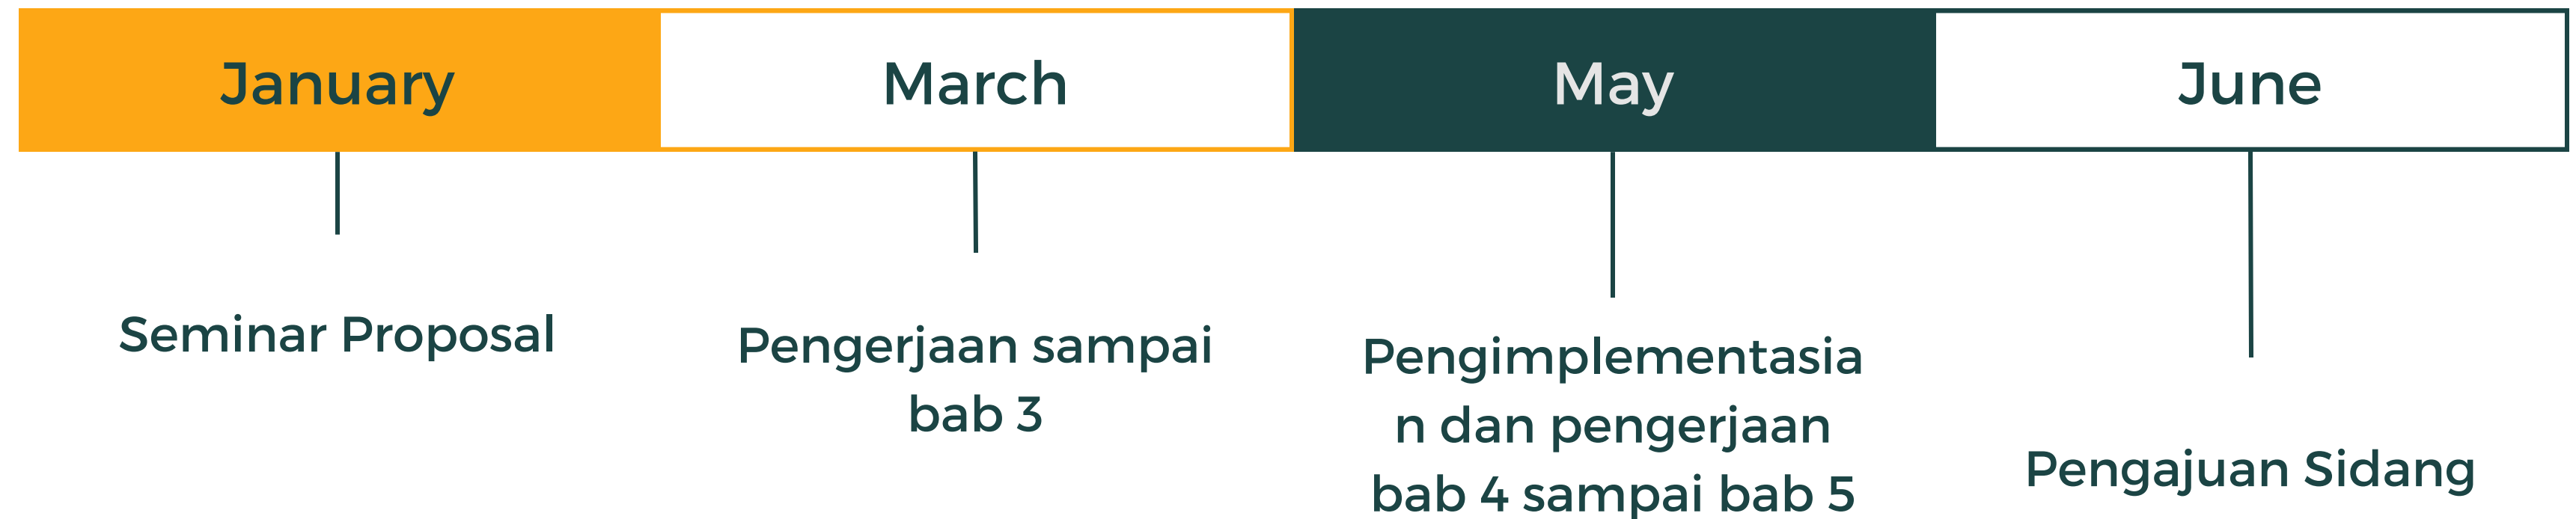 January
March
May
June
Seminar Proposal
Pengerjaan sampai
bab 3
Pengimplementasia
n dan pengerjaan
bab 4 sampai bab 5
Pengajuan Sidang